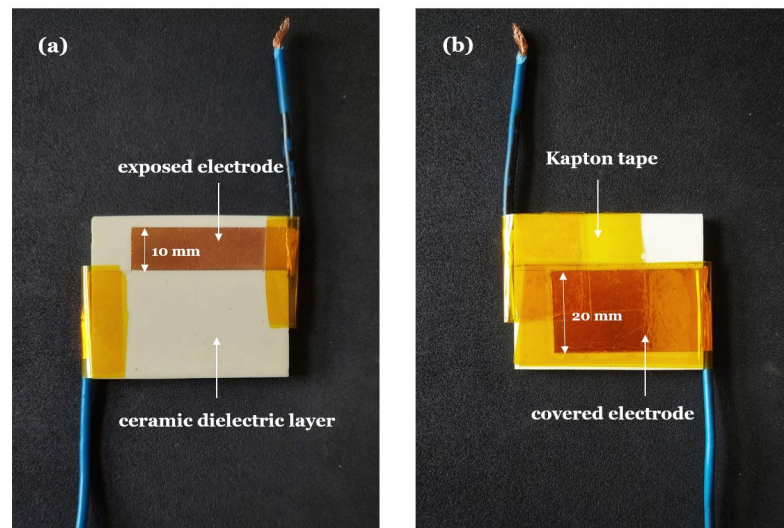 (a)
exposed electrode
10 mm
ceramic dielectric layer
(b)
Kapton tape
20 mm
covered electrode